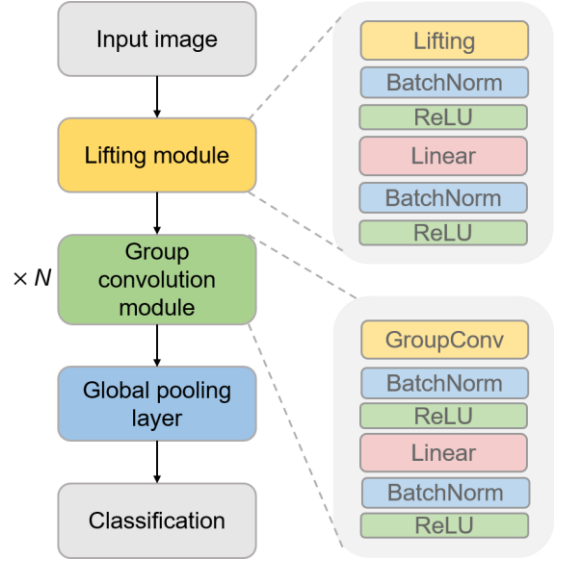 Input image
Lifting module
× N
Group
convolution
module
Global pooling
layer
Classification
Lifting
BatchNorm
ReLU
Linear
BatchNorm
ReLU
GroupConv
BatchNorm
ReLU
Linear
BatchNorm
ReLU